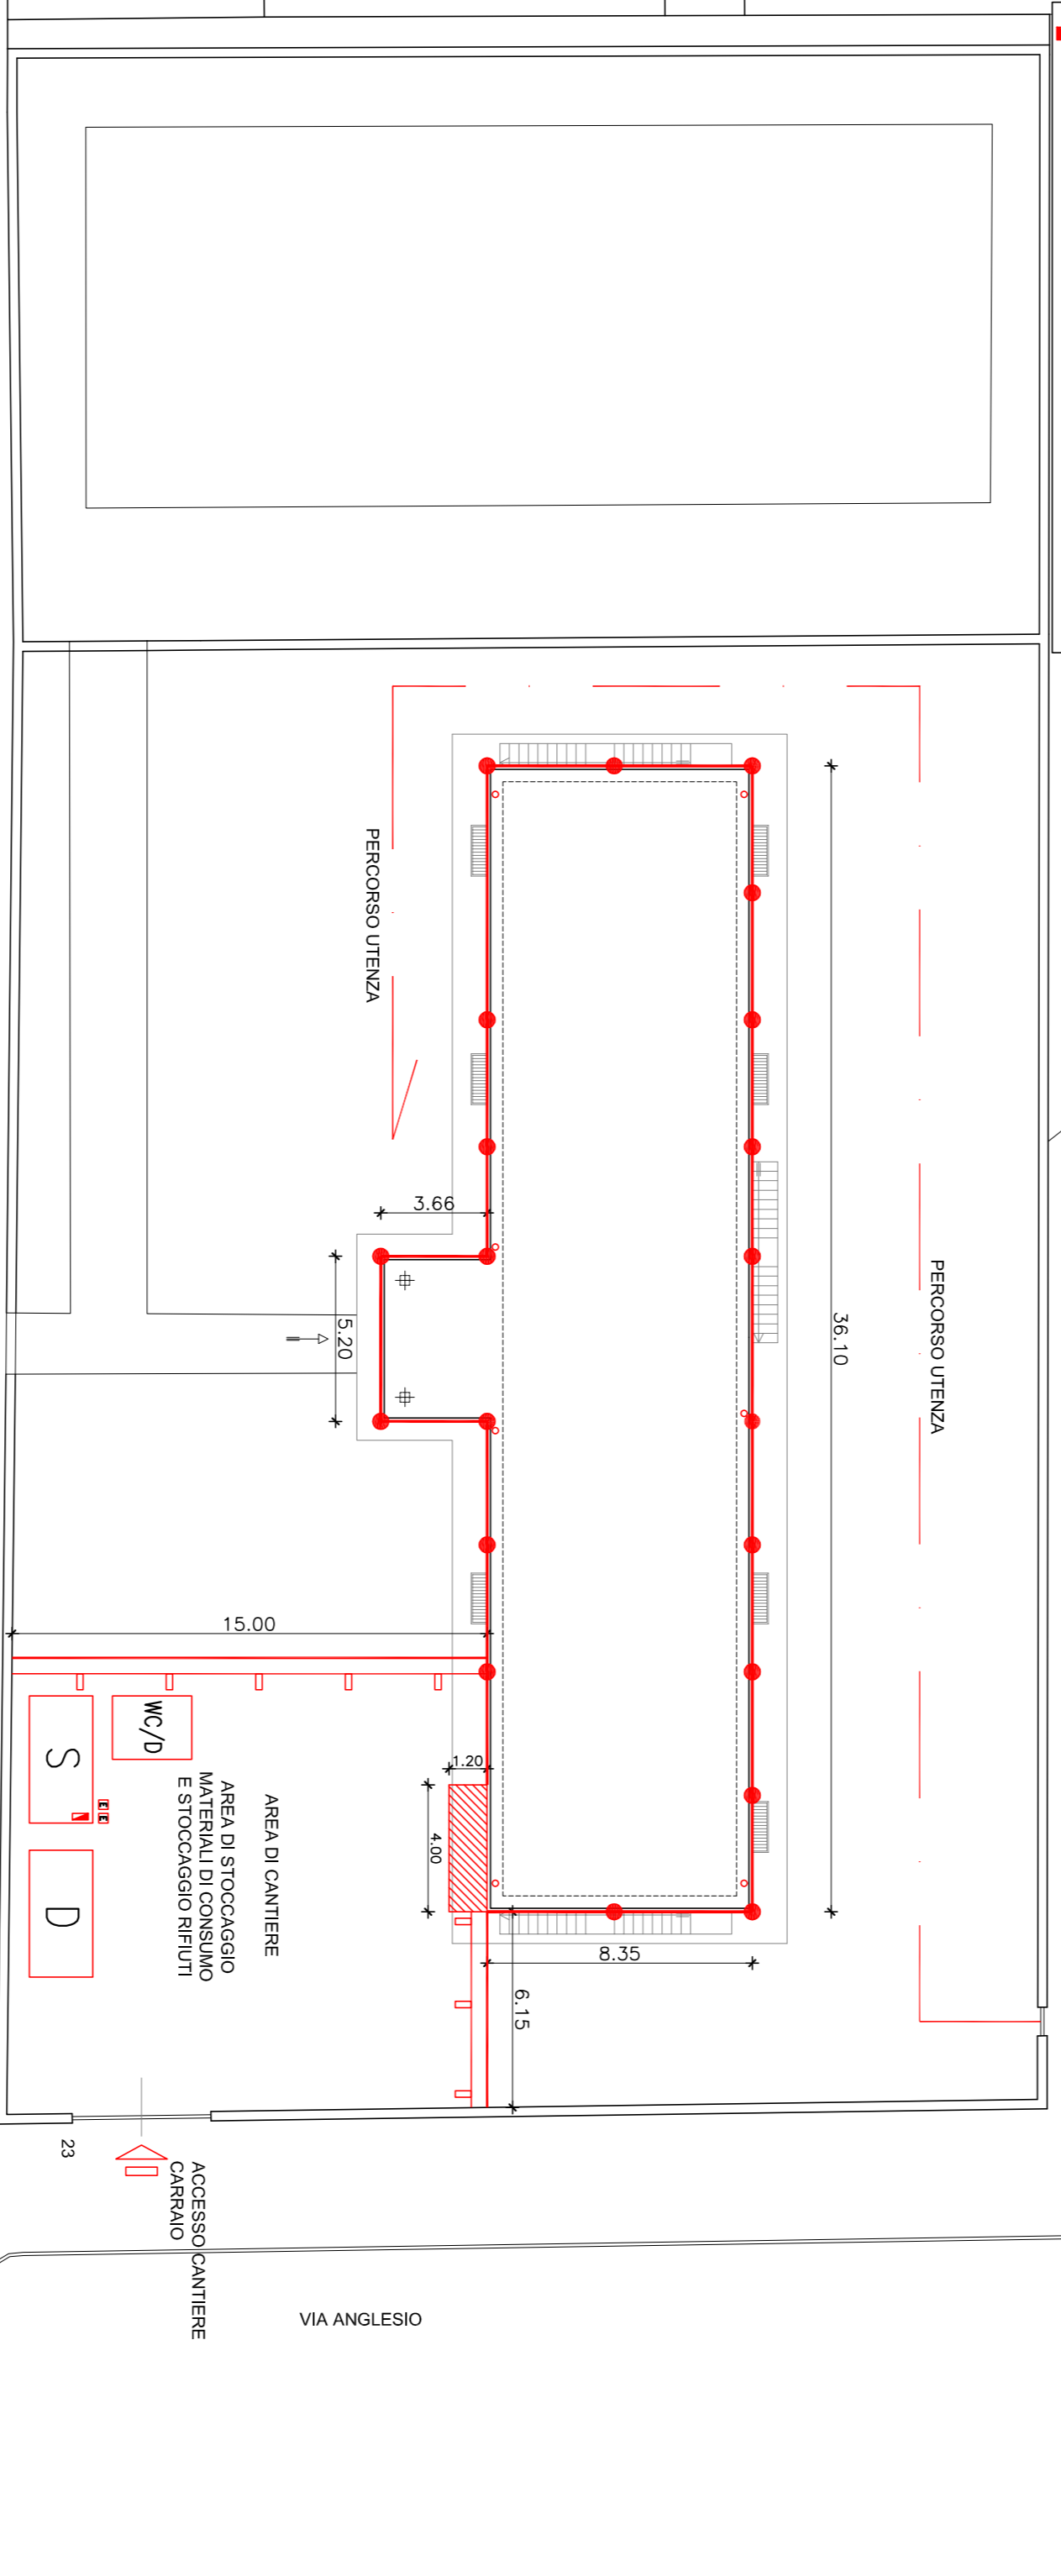 PERCORSO UTENZA
3.66
5.20
PERCORSO UTENZA
36.10
15.00
1.20
4.00
8.35
6.15
WC/D
S
E E
D
AREA DI CANTIERE
AREA DI STOCCAGGIO
MATERIALI DI CONSUMO
E STOCCAGGIO RIFIUTI
23
ACCESSO CANTIERE
CARRAIO
VIA ANGLESIO